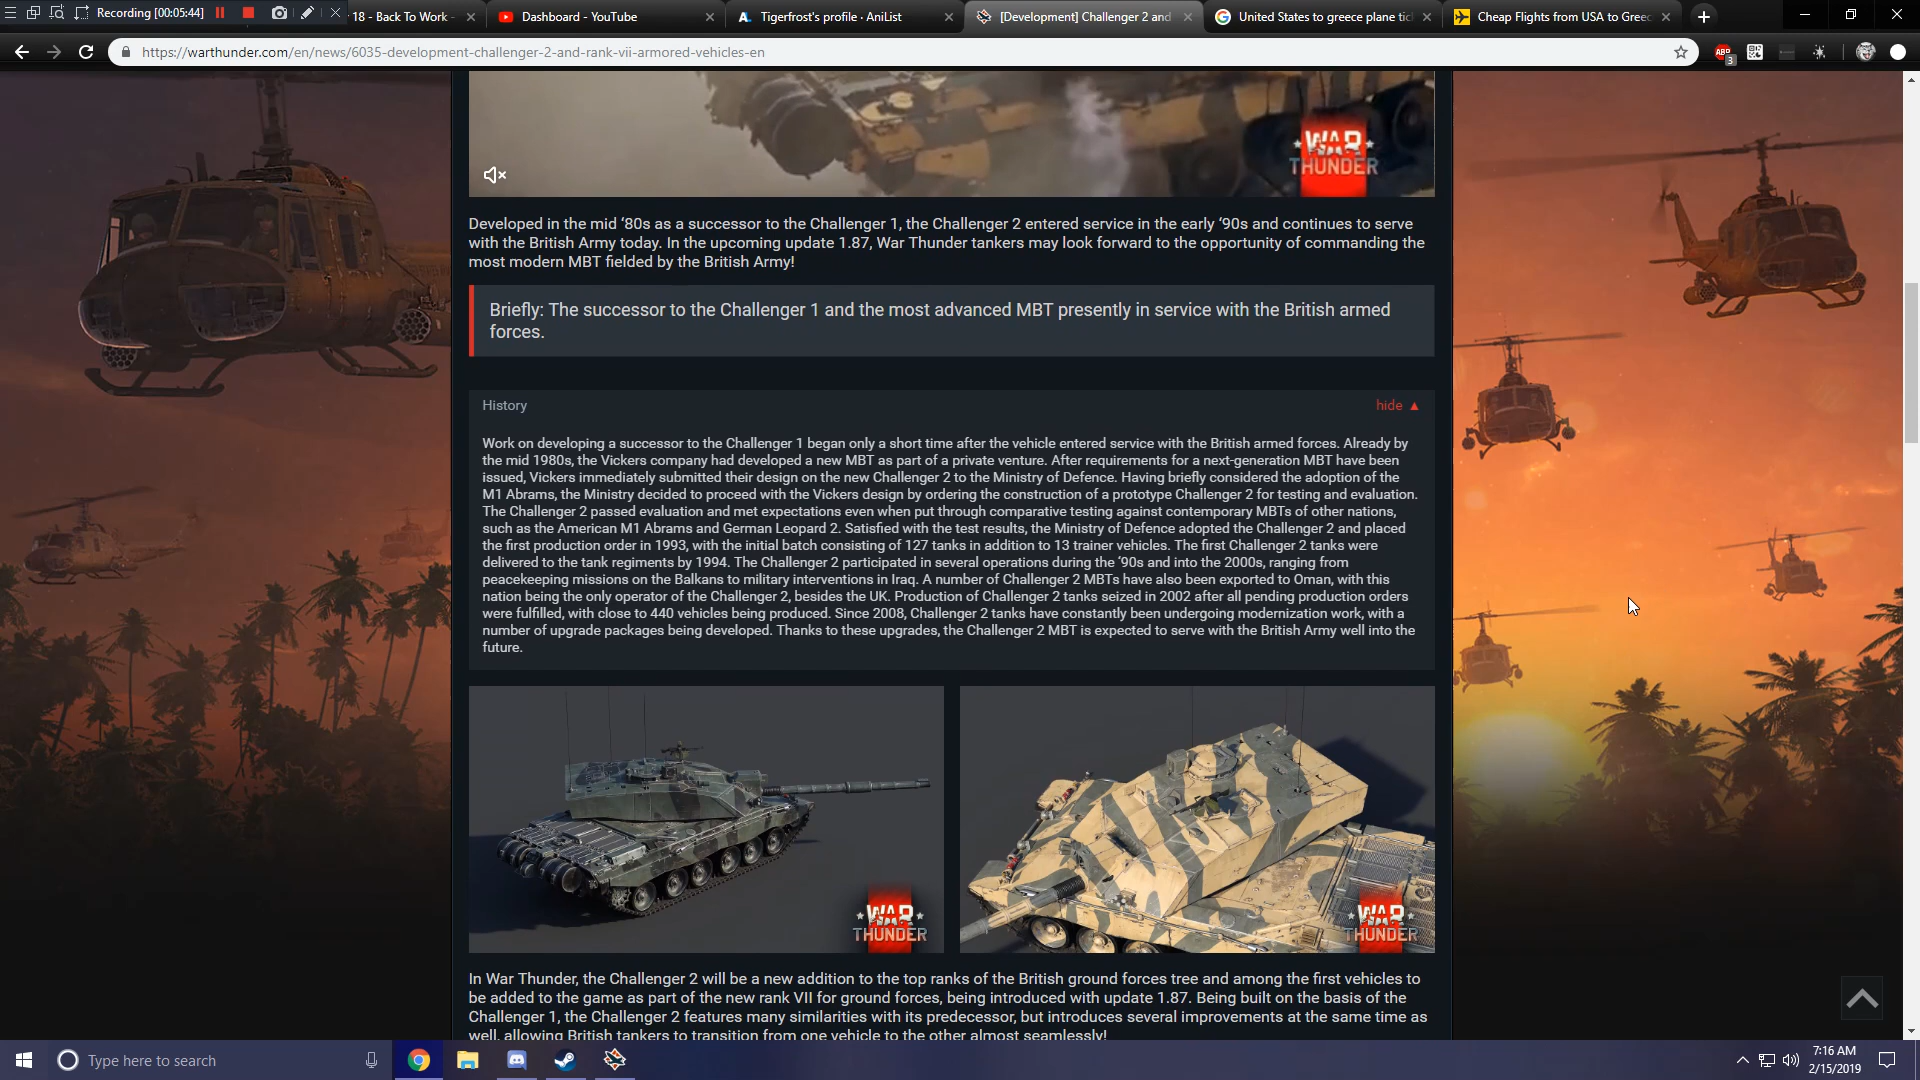 Recording [00:05:44]
18 - Back To Work -
Dashboard - YouTube
Tigerfrost's profile · AniList
[Development] Challenger 2 and
United States to greece plane tic
Cheap Flights from USA to Greec
https://warthunder.com/en/news/6035-development-challenger-2-and-rank-vii-armored-vehicles-en
ABP
3
WAR
THUNDER
Developed in the mid ‘80s as a successor to the Challenger 1, the Challenger 2 entered service in the early ‘90s and continues to serve
with the British Army today. In the upcoming update 1.87, War Thunder tankers may look forward to the opportunity of commanding the
most modern MBT fielded by the British Army!
Briefly: The successor to the Challenger 1 and the most advanced MBT presently in service with the British armed
forces.
History
hide ▲
Work on developing a successor to the Challenger 1 began only a short time after the vehicle entered service with the British armed forces. Already by
the mid 1980s, the Vickers company had developed a new MBT as part of a private venture. After requirements for a next-generation MBT have been
issued, Vickers immediately submitted their design on the new Challenger 2 to the Ministry of Defence. Having briefly considered the adoption of the
M1 Abrams, the Ministry decided to proceed with the Vickers design by ordering the construction of a prototype Challenger 2 for testing and evaluation.
The Challenger 2 passed evaluation and met expectations even when put through comparative testing against contemporary MBTs of other nations,
such as the American M1 Abrams and German Leopard 2. Satisfied with the test results, the Ministry of Defence adopted the Challenger 2 and placed
the first production order in 1993, with the initial batch consisting of 127 tanks in addition to 13 trainer vehicles. The first Challenger 2 tanks were
delivered to the tank regiments by 1994. The Challenger 2 participated in several operations during the ’90s and into the 2000s, ranging from
peacekeeping missions on the Balkans to military interventions in Iraq. A number of Challenger 2 MBTs have also been exported to Oman, with this
nation being the only operator of the Challenger 2, besides the UK. Production of Challenger 2 tanks seized in 2002 after all pending production orders
were fulfilled, with close to 440 vehicles being produced. Since 2008, Challenger 2 tanks have constantly been undergoing modernization work, with a
number of upgrade packages being developed. Thanks to these upgrades, the Challenger 2 MBT is expected to serve with the British Army well into the
future.
WAR
THUNDER
WAR
THUNDER
In War Thunder, the Challenger 2 will be a new addition to the top ranks of the British ground forces tree and among the first vehicles to
be added to the game as part of the new rank VII for ground forces, being introduced with update 1.87. Being built on the basis of the
Challenger 1, the Challenger 2 features many similarities with its predecessor, but introduces several improvements at the same time as
well, allowing British tankers to transition from one vehicle to the other almost seamlessly!
Type here to search
7:16 AM
2/15/2019